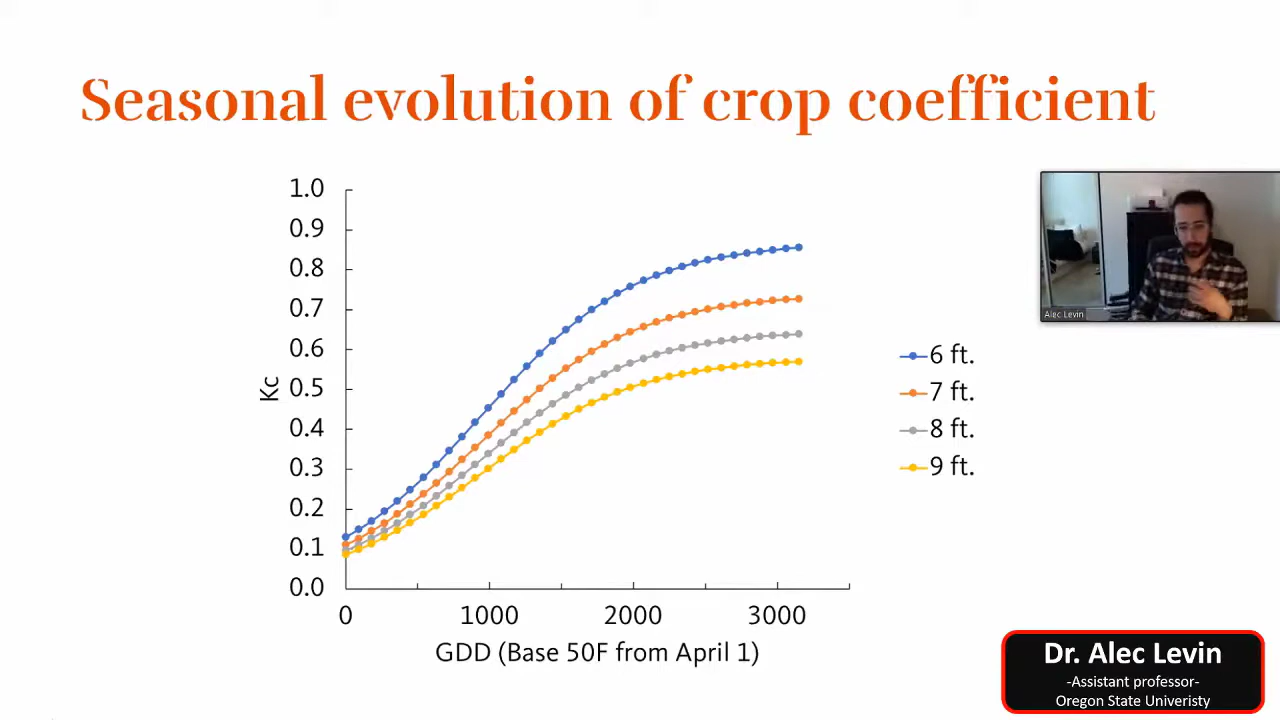 Seasonal evolution of crop coefficient
1.0
0.9
0.8
0.7
0.6
0.5
0.4
0.3
0.2
0.1
0.0
Kc
0 1000 2000 3000
GDD (Base 50F from April 1)
6 ft.
7 ft.
8 ft.
9 ft.
Alec Levin
Dr. Alec Levin
-Assistant professor-
Oregon State Univeristy